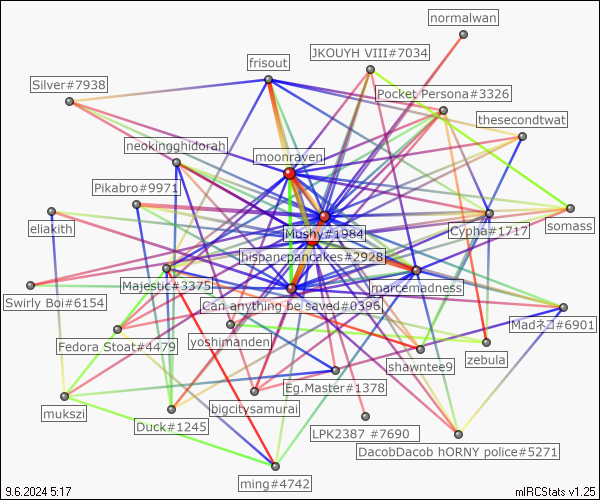 normalwan
JKOUYH VIII#7034
frisout
Silver#7938
Pocket Persona#3326
thesecondtwat
neokingghidorah
moonraven
Pikabro#9971
eliakith
Mushy#1984
Cypha#1717
somass
hispancpancakes#2928
Majestic#3375
marcemadness
Swirly Boi#6154
Can anything be saved#0396
Madネコ#6901
Fedora Stoat#4479
yoshimanden
zebula
shawntee9
Eg.Master#1378
mukszi
bigcitysamurai
Duck#1245
LPK2387 #7690
DacobDacob hORNY police#5271
ming#4742
9.6.2024 5:17
mIRCStats v1.25